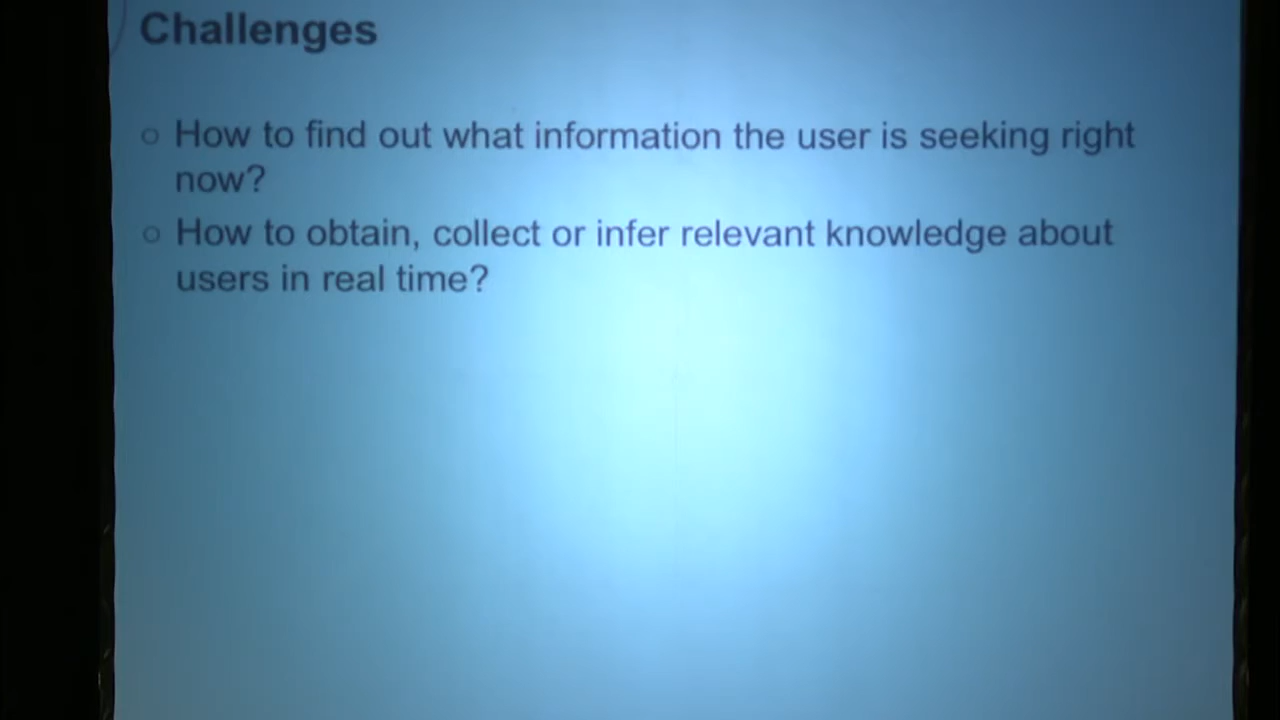 Challenges
○ How to find out what information the user is seeking right
now?
○ How to obtain, collect or infer relevant knowledge about
users in real time?